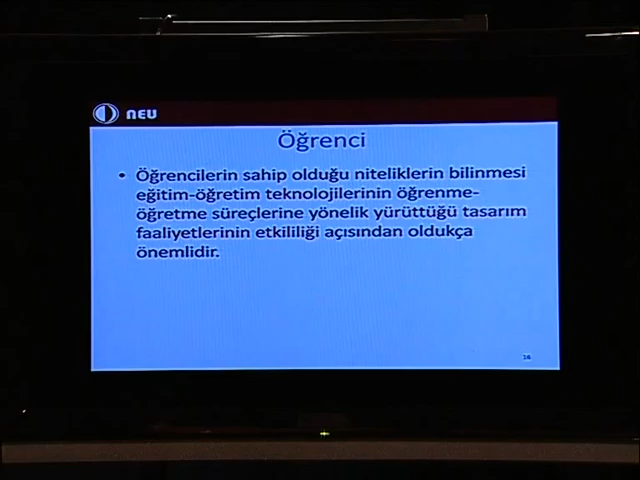 NEU
Öğrenci
• Öğrencilerin sahip olduğu niteliklerin bilinmesi
eğitim-öğretim teknolojilerinin öğrenme-
öğretme süreçlerine yönelik yürüttüğü tasarım
faaliyetlerinin etkililiği açısından oldukça
önemlidir.
16